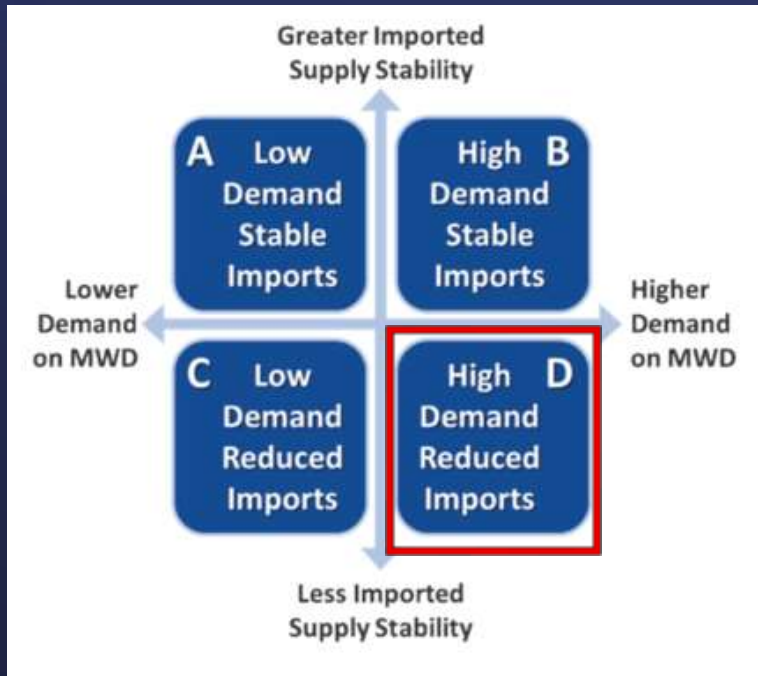 Greater Imported
Supply Stability
A Low
Demand
Stable
Imports
High B
Demand
Stable
Imports
Lower
Demand
on MWD
Higher
Demand
on MWD
C Low
Demand
Reduced
Imports
High D
Demand
Reduced
Imports
Less Imported
Supply Stability